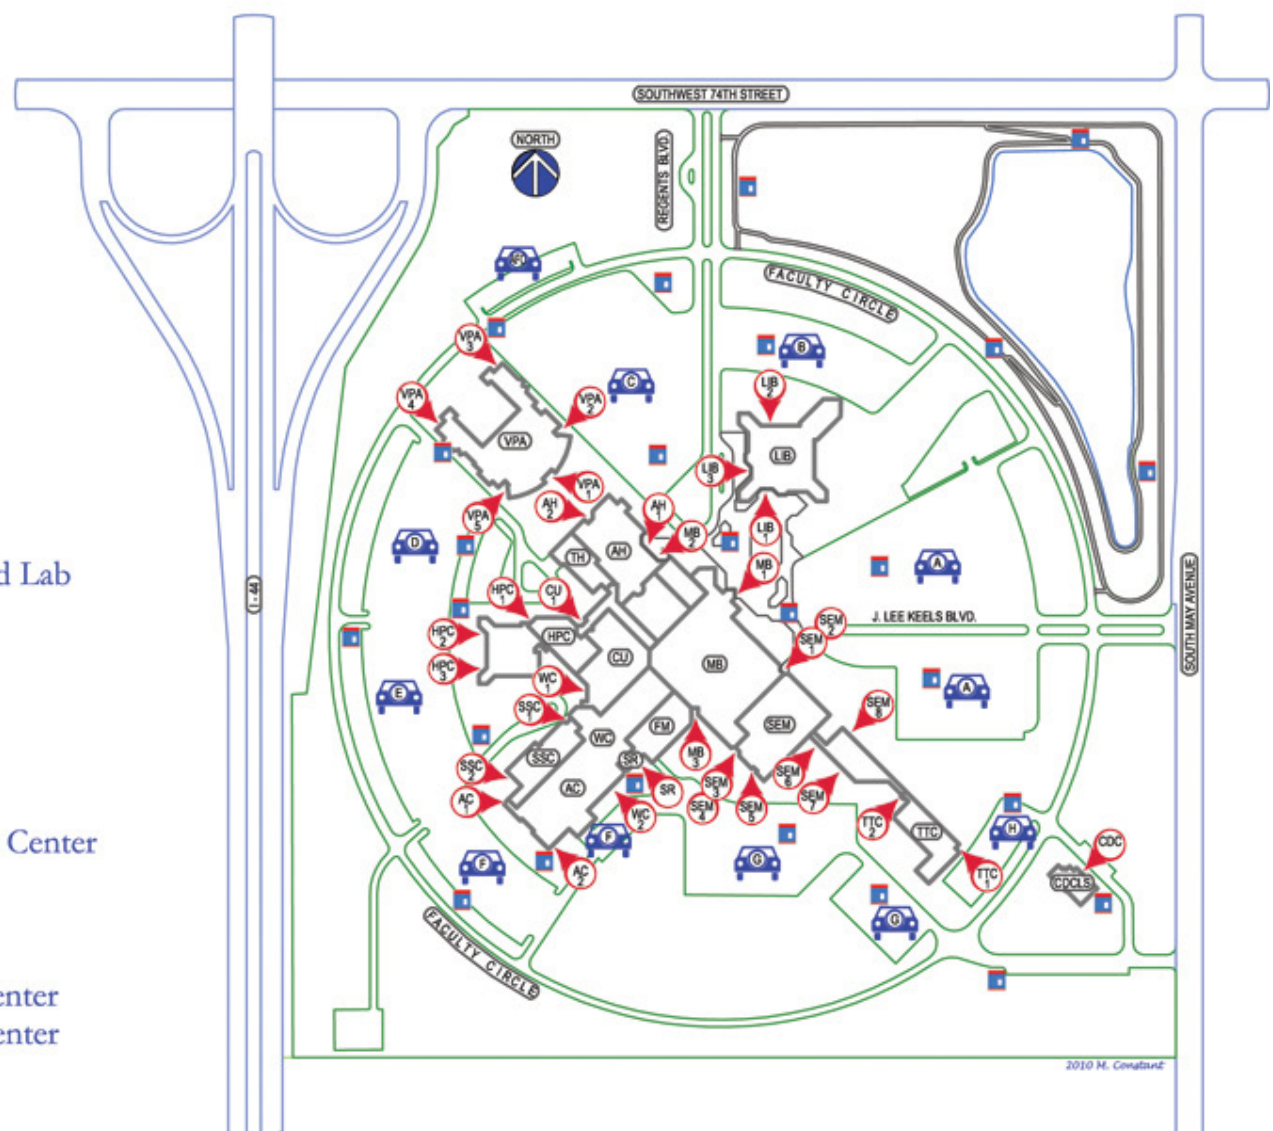 SOUTHWEST 74TH STREET
NORTH
REGENTS BLVD.
FACULTY CIRCLE
B
VPA
3
C
LIB
2
VPA
4
VPA
2
VPA
LIB
LIB
3
VPA
1
AH
2
AH
1
VPA
5
LIB
1
MB
2
D
AH
TH
MB
1
A
d Lab
I - 44
HPC
1
CU
1
J. LEE KEELS BLVD.
SEM
2
SEM
1
SOUTH MAY AVENUE
HPC
2
HPC
CU
MB
HPC
3
WC
1
E
A
SSC
1
SEM
8
WC
FM
SEM
SSC
SR
MB
3
SSC
2
SEM
6
AC
SR
SEM
3
AC
1
SEM
4
SEM
5
SEM
7
WC
2
TTC
2
TTC
H
Center
F
F
G
CDC
AC
2
TTC
1
CDCLS
G
FACULTY CIRCLE
enter
enter
2010 M. Constant